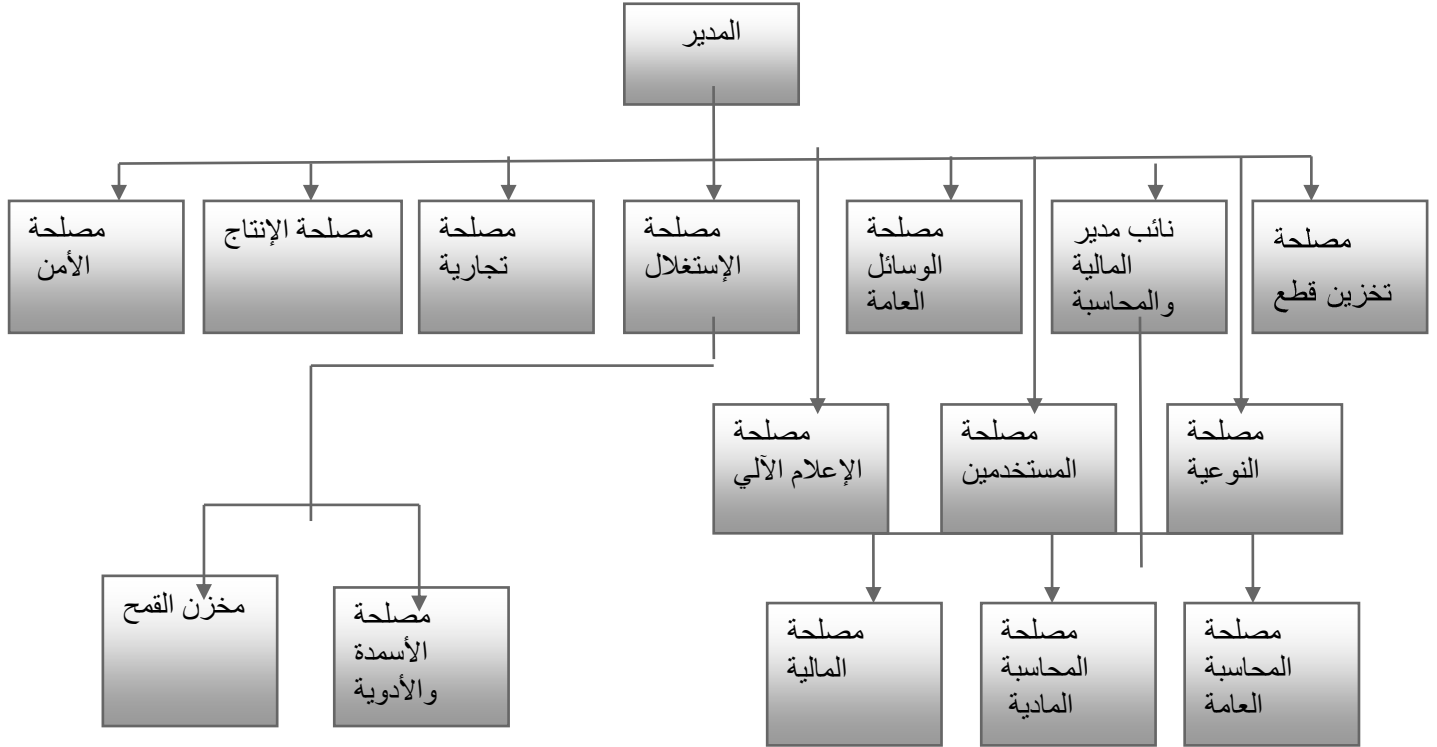 المدير
مصلحة تخزين قطع
نائب مدير
المالية
والمحاسبة
مصلحة
الوسائل
العامة
مصلحة
الإستغلال
مصلحة
تجارية
مصلحة الإنتاج
مصلحة
الأمن
مصلحة
النوعية
مصلحة
المستخدمين
مصلحة
الإعلام الآلي
مصلحة
المحاسبة
العامة
مصلحة
المحاسبة
المادية
مصلحة
المالية
مصلحة
الأسمدة
والأدوية
مخزن القمح